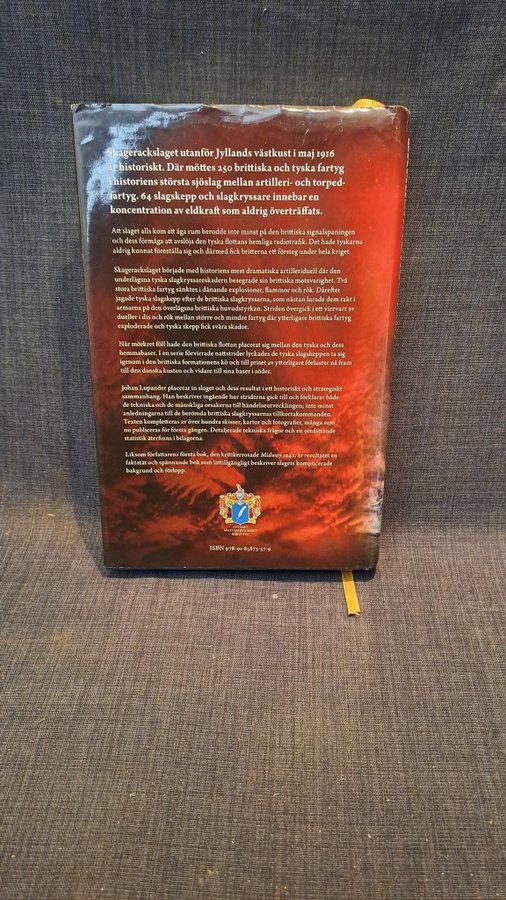 Skagerackslaget utanför Jyllands västkust i maj 1916
är historiskt. Där möttes 250 brittiska och tyska fartyg
i historiens största sjöslag mellan artilleri- och torped-
fartyg. 64 slagskepp och slagkryssare innebar en
koncentration av eldkraft som aldrig överträffats.
Att slaget alls kom att äga rum berodde inte minst på den brittiska signalspaningen
och dess förmåga att avslöja den tyska flottans hemliga radiotrafik. Det hade tyskarna
aldrig kunnat föreställa sig och därmed fick britterna ett försteg under hela kriget.
Skagerackslaget började med historiens mest dramatiska artilleriduell där den
underlägsna tyska slagkryssareskadern besegrade sin brittiska motsvarighet. Två
stora brittiska fartyg sänktes i dånande explosioner, flammor och rök. Därefter
jagade tyska slagskepp efter de brittiska slagkryssarna, som nästan lurade dem rakt i
armarna på den överlägsna brittiska huvudstyrkan. Striden övergick i ett virrvarr av
dueller i dis och rök mellan större och mindre fartyg där ytterligare brittiska fartyg
exploderade och tyska skepp fick svåra skador.
När mörkret föll hade den brittiska flottan placerat sig mellan den tyska och dess
hemmabaser. I en serie förvirrade nattstrider lyckades de tyska slagskeppen ta sig
igenom i den brittiska formationens kö och till priset av ytterligare förluster nå fram
till den danska kusten och vidare till sina baser i söder.
Johan Lupander placerar in slaget och dess resultat i ett historiskt och strategiskt
sammanhang. Han beskriver ingående hur striderna gick till och förklarar både
de tekniska och de mänskliga orsakerna till händelseutvecklingen; inte minst
anledningarna till de berömda brittiska slagkryssarnas tillkortakommanden.
Texten kompletteras av över hundra skisser, kartor och fotografier, många som
nu publiceras för första gången. Detaljerade tekniska frågor och en omfattande
statistik återfinns i bilagorna.
Liksom författarens första bok, den kritikerrosade Midway 1942, är resultatet en
faktatät och spännande bok som lättillgängligt beskriver slagets komplicerade
bakgrund och förlopp.
MILITÄRHISTORISKT
BIBLIOTEK
ISBN 978-91-85873-57-9